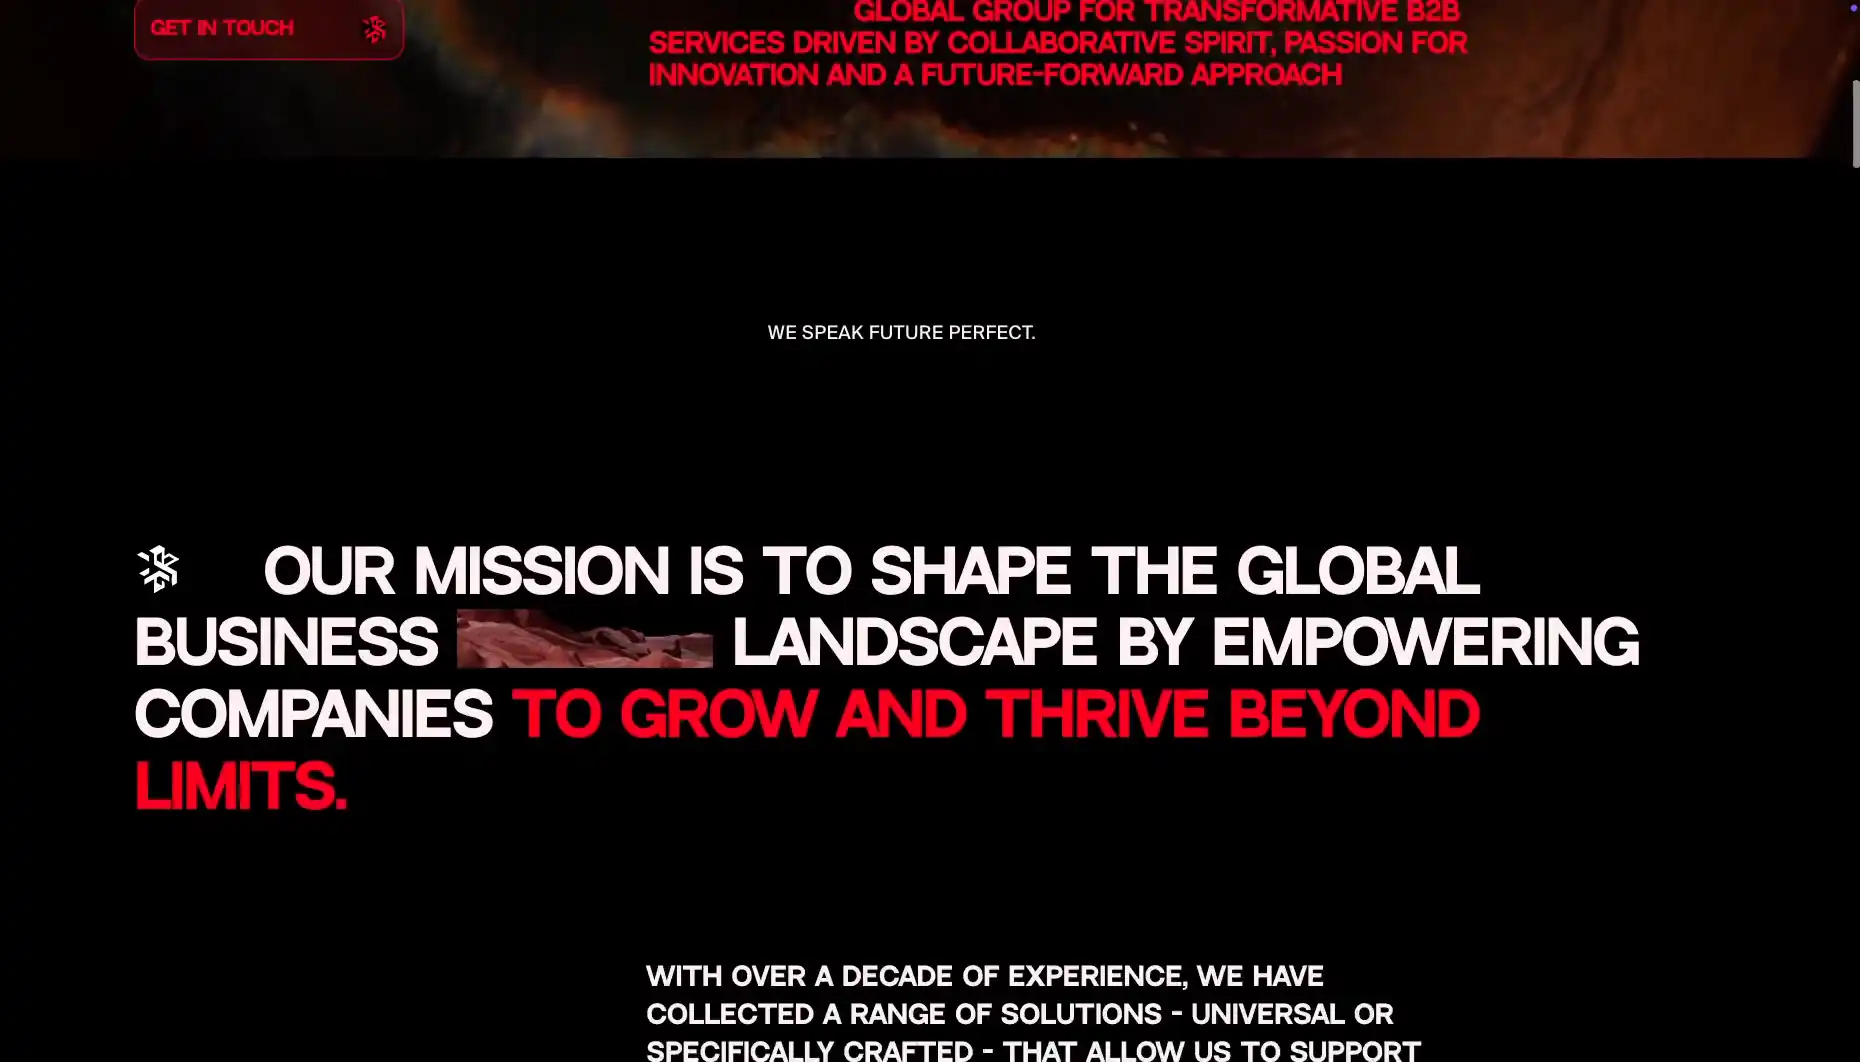 GET IN TOUCH
GLOBAL GROUP FOR TRANSFORMATIVE B2B
SERVICES DRIVEN BY COLLABORATIVE SPIRIT, PASSION FOR
INNOVATION AND A FUTURE-FORWARD APPROACH
WE SPEAK FUTURE PERFECT.
OUR MISSION IS TO SHAPE THE GLOBAL
BUSINESS LANDSCAPE BY EMPOWERING
COMPANIES TO GROW AND THRIVE BEYOND
LIMITS.
WITH OVER A DECADE OF EXPERIENCE, WE HAVE
COLLECTED A RANGE OF SOLUTIONS - UNIVERSAL OR
SPECIFICALLY CRAFTED - THAT ALLOW US TO SUPPORT